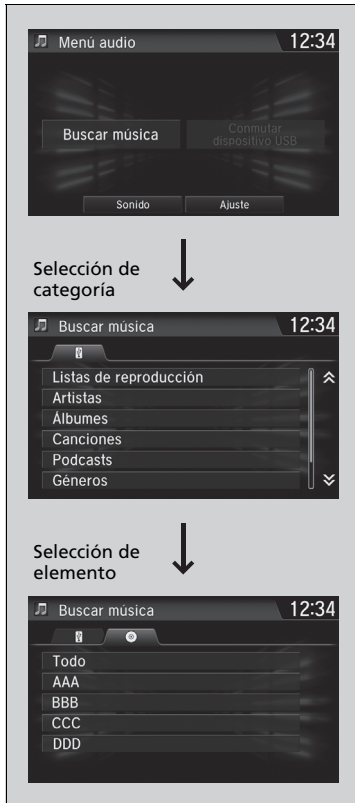 Menú audio 12:34
Buscar música
Conmutar
dispositivo USB
Sonido Ajuste
Selección de
categoría
Buscar música 12:34
Listas de reproducción
Artistas
Álbumes
Canciones
Podcasts
Géneros
Selección de
elemento
Buscar música 12:34
Todo
AAA
BBB
CCC
DDD